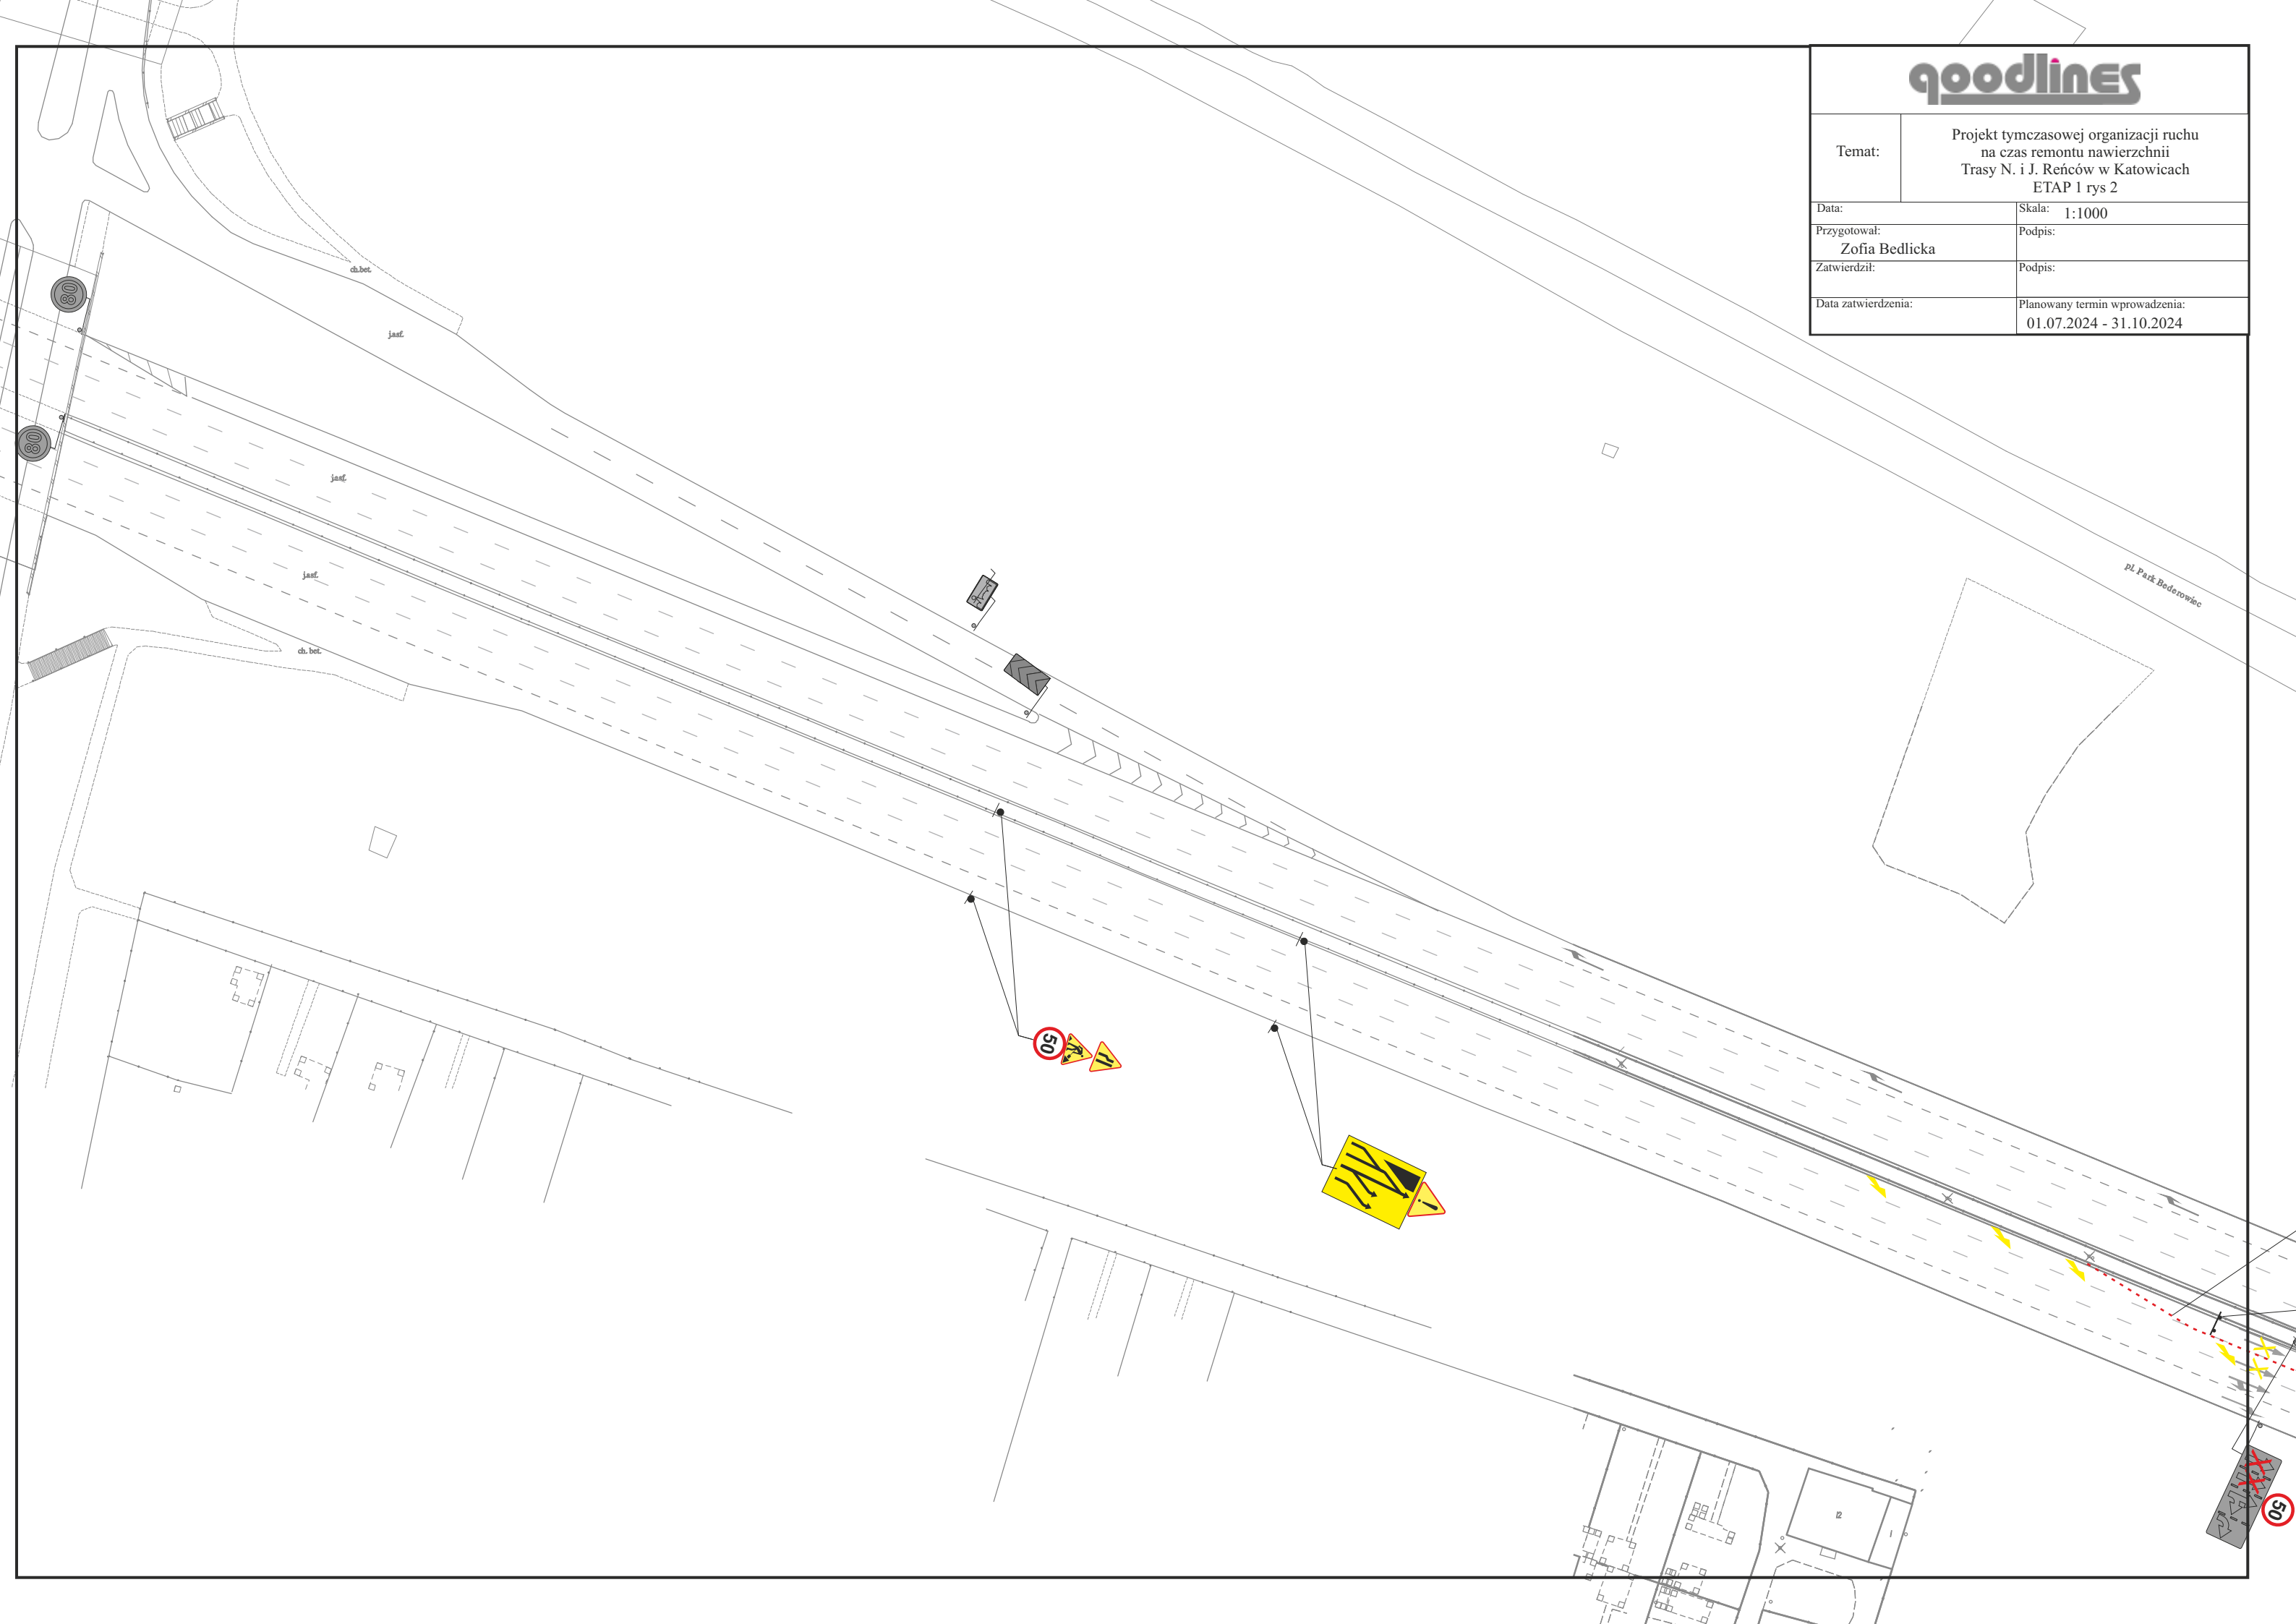 goodlines
Temat:
Projekt tymczasowej organizacji ruchu
na czas remontu nawierzchnii
Trasy N. i J. Reńców w Katowicach
ETAP 1 rys 2
Data:
Skala: 1:1000
Przygotował:
Zofia Bedlicka
Podpis:
Zatwierdził:
Podpis:
Data zatwierdzenia:
Planowany termin wprowadzenia:
01.07.2024 - 31.10.2024
ch.bet.
80
j.asf.
80
j.asf.
j.asf.
pl. Park Bederowiec
ch. bet.
50
50